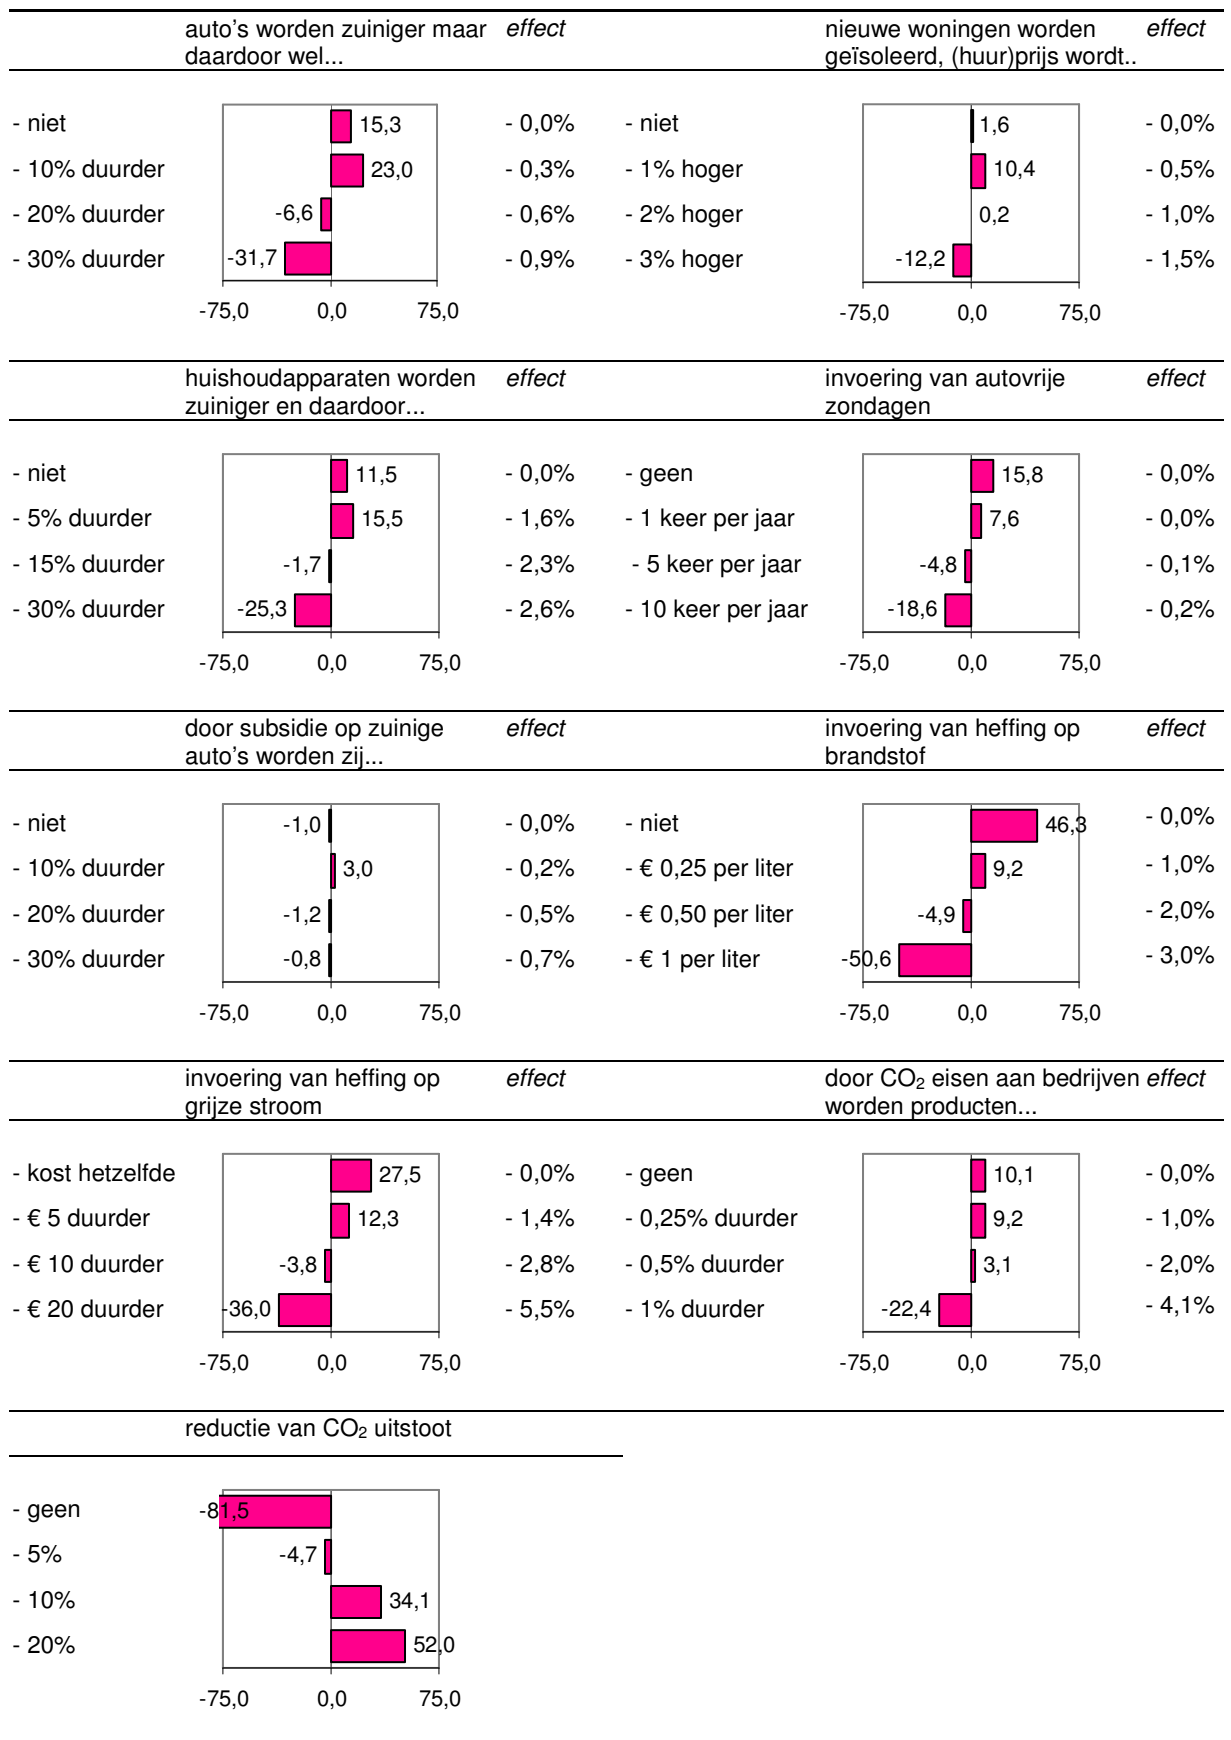 auto's worden zuiniger maar daardoor wel... effect
- niet 15,3 - 0,0%
- 10% duurder 23,0 - 0,3%
- 20% duurder -6,6 - 0,6%
- 30% duurder -31,7 - 0,9%
-75,0 0,0 75,0
nieuwe woningen worden geïsoleerd, (huur)prijs wordt.. effect
- niet 1,6 - 0,0%
- 1% hoger 10,4 - 0,5%
- 2% hoger 0,2 - 1,0%
- 3% hoger -12,2 - 1,5%
-75,0 0,0 75,0
huishoudapparaten worden zuiniger en daardoor... effect
- niet 11,5 - 0,0%
- 5% duurder 15,5 - 1,6%
- 15% duurder -1,7 - 2,3%
- 30% duurder -25,3 - 2,6%
-75,0 0,0 75,0
invoering van autovrije zondagen effect
- geen 15,8 - 0,0%
- 1 keer per jaar 7,6 - 0,0%
- 5 keer per jaar -4,8 - 0,1%
- 10 keer per jaar -18,6 - 0,2%
-75,0 0,0 75,0
door subsidie op zuinige auto's worden zij... effect
- niet -1,0 - 0,0%
- 10% duurder 3,0 - 0,2%
- 20% duurder -1,2 - 0,5%
- 30% duurder -0,8 - 0,7%
-75,0 0,0 75,0
invoering van heffing op brandstof effect
- niet 46,3 - 0,0%
- € 0,25 per liter 9,2 - 1,0%
- € 0,50 per liter -4,9 - 2,0%
- € 1 per liter -50,6 - 3,0%
-75,0 0,0 75,0
invoering van heffing op grijze stroom effect
- kost hetzelfde 27,5 - 0,0%
- € 5 duurder 12,3 - 1,4%
- € 10 duurder -3,8 - 2,8%
- € 20 duurder -36,0 - 5,5%
-75,0 0,0 75,0
door CO₂ eisen aan bedrijven worden producten... effect
- geen 10,1 - 0,0%
- 0,25% duurder 9,2 - 1,0%
- 0,5% duurder 3,1 - 2,0%
- 1% duurder -22,4 - 4,1%
-75,0 0,0 75,0
reductie van CO₂ uitstoot
- geen -81,5
- 5% -4,7
- 10% 34,1
- 20% 52,0
-75,0 0,0 75,0